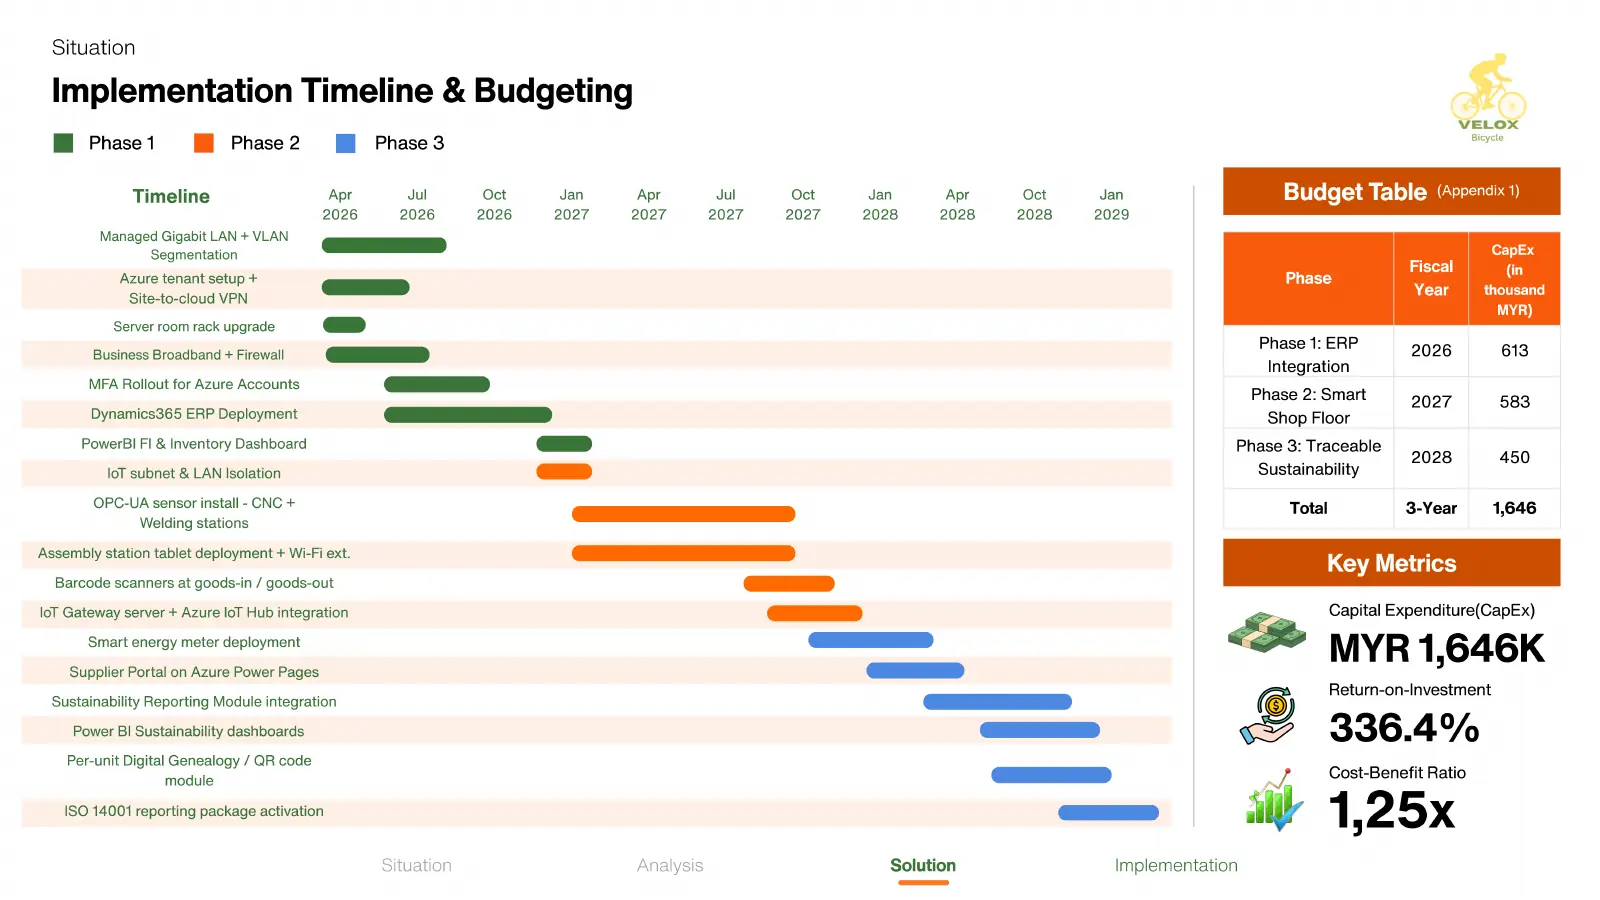 Situation
Implementation Timeline & Budgeting
VELOX
Bicycle
Phase 1
Phase 2
Phase 3
Timeline
Apr 2026
Jul 2026
Oct 2026
Jan 2027
Apr 2027
Jul 2027
Oct 2027
Jan 2028
Apr 2028
Oct 2028
Jan 2029
Managed Gigabit LAN + VLAN
Segmentation
Azure tenant setup +
Site-to-cloud VPN
Server room rack upgrade
Business Broadband + Firewall
MFA Rollout for Azure Accounts
Dynamics365 ERP Deployment
PowerBI FI & Inventory Dashboard
IoT subnet & LAN Isolation
OPC-UA sensor install - CNC +
Welding stations
Assembly station tablet deployment + Wi-Fi ext.
Barcode scanners at goods-in / goods-out
IoT Gateway server + Azure IoT Hub integration
Smart energy meter deployment
Supplier Portal on Azure Power Pages
Sustainability Reporting Module integration
Power BI Sustainability dashboards
Per-unit Digital Genealogy / QR code
module
ISO 14001 reporting package activation
Budget Table (Appendix 1)
Phase
Fiscal
Year
CapEx
(in
thousand
MYR)
Phase 1: ERP
Integration
2026
613
Phase 2: Smart
Shop Floor
2027
583
Phase 3: Traceable
Sustainability
2028
450
Total
3-Year
1,646
Key Metrics
Capital Expenditure(CapEx)
MYR 1,646K
Return-on-Investment
336.4%
Cost-Benefit Ratio
1,25x
Situation
Analysis
Solution
Implementation